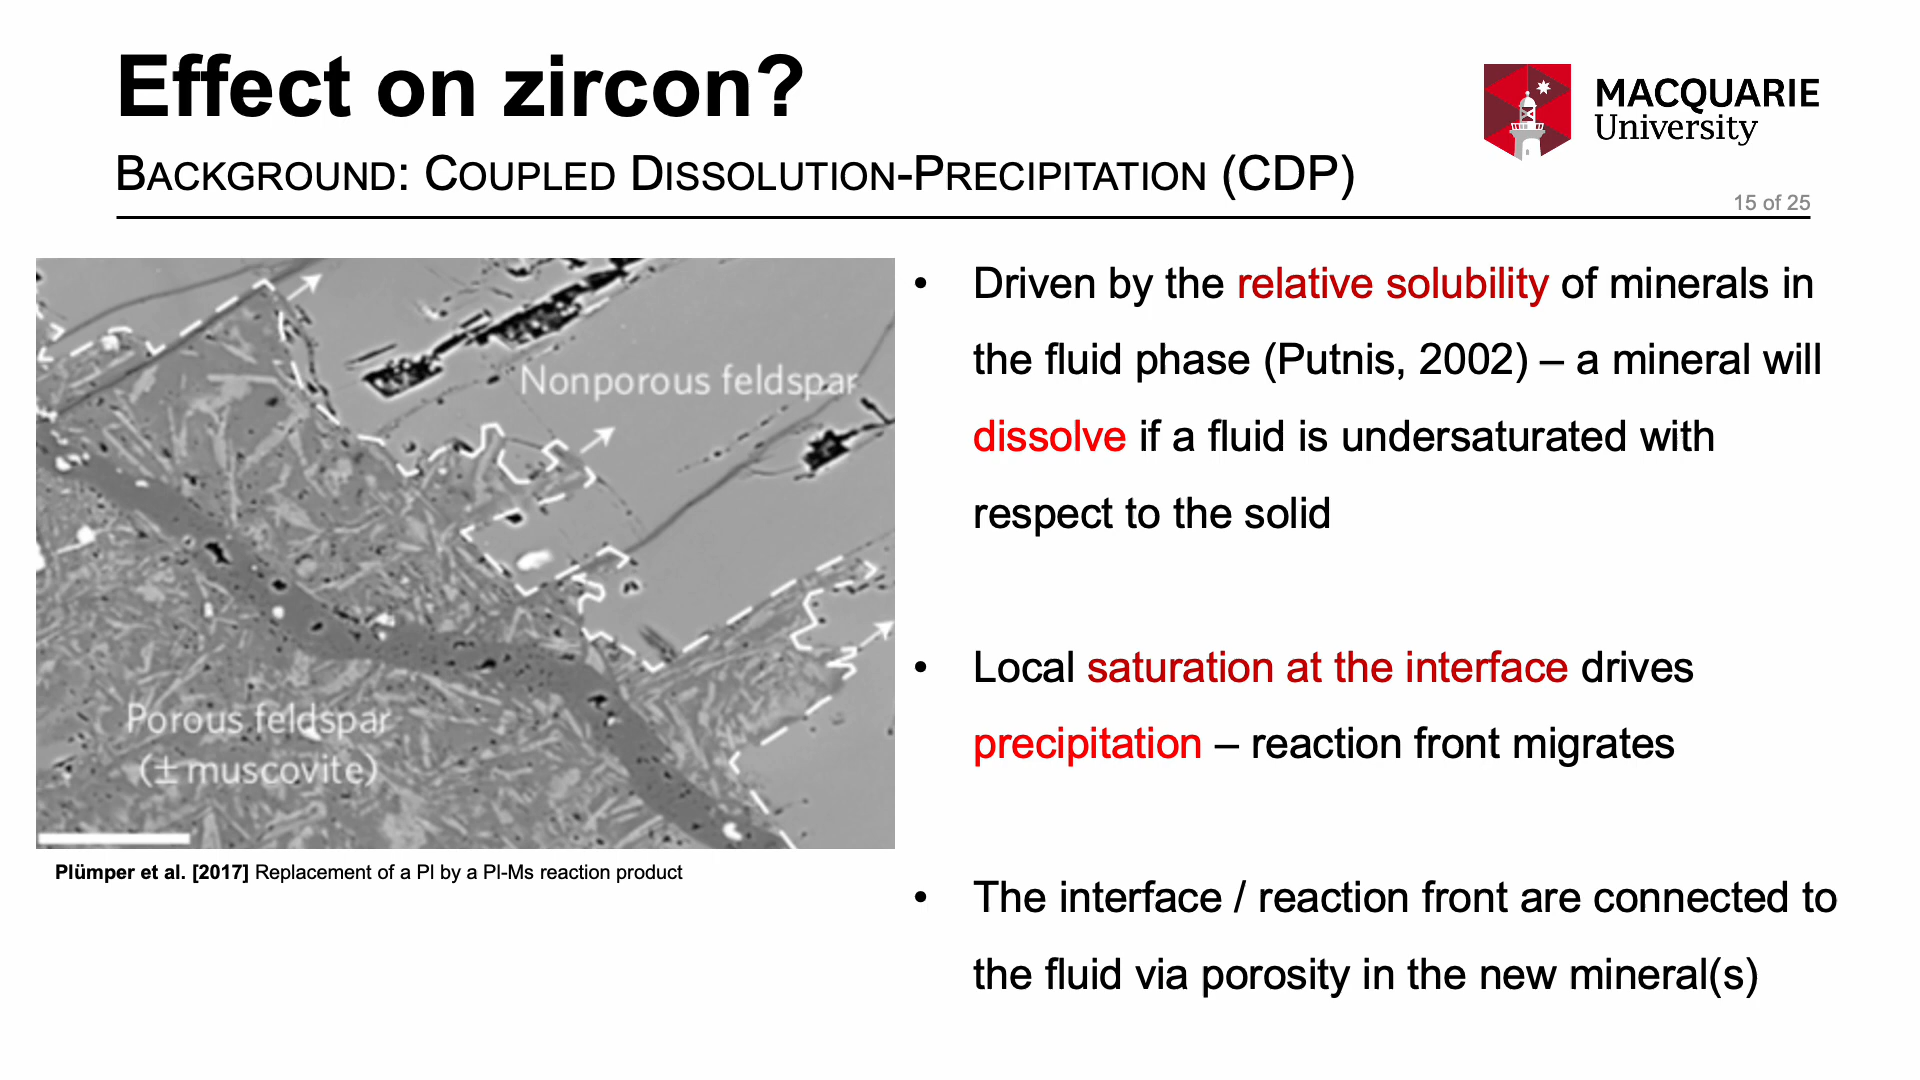 Effect on zircon?
BACKGROUND: COUPLED DISSOLUTION-PRECIPITATION (CDP)
MACQUARIE
University
15 of 25
Nonporous feldspar
Porous feldspar
(± muscovite)
Plümper et al. [2017] Replacement of a Pl by a Pl-Ms reaction product
• Driven by the relative solubility of minerals in
the fluid phase (Putnis, 2002) – a mineral will
dissolve if a fluid is undersaturated with
respect to the solid
• Local saturation at the interface drives
precipitation – reaction front migrates
• The interface / reaction front are connected to
the fluid via porosity in the new mineral(s)